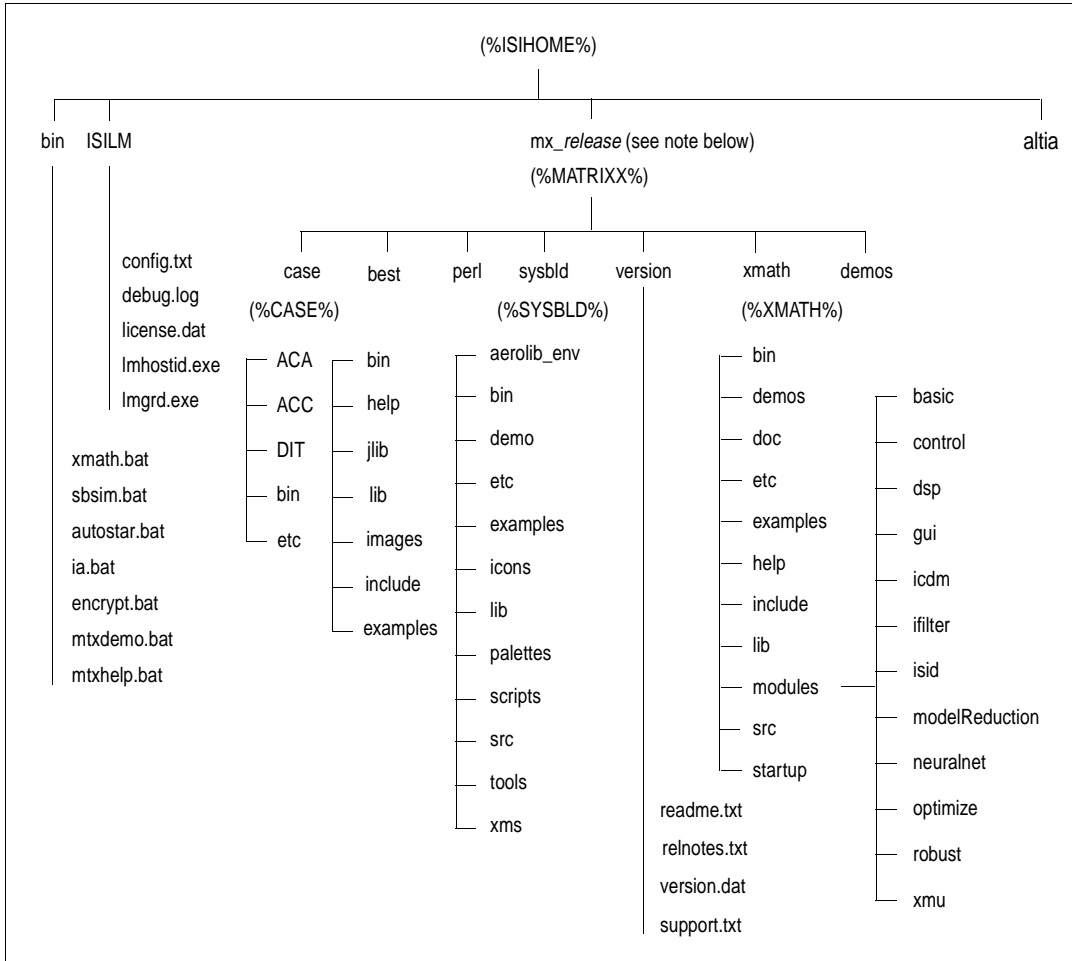 (%ISIHOME%)
bin ISILM mx_release (see note below) altia
(%MATRIXX%)
case best perl sysbld version xmath demos
(%CASE%) (%SYSBLD%) (%XMATH%)
config.txt
debug.log
license.dat
lmhostid.exe
lmgrd.exe
xmath.bat
sbsim.bat
autostar.bat
ia.bat
encrypt.bat
mtxdemo.bat
mtxhelp.bat
ACA
ACC
DIT
bin
etc
bin
help
jlib
lib
images
include
examples
aerolib_env
bin
demo
etc
examples
icons
lib
palettes
scripts
src
tools
xms
readme.txt
relnotes.txt
version.dat
support.txt
bin
demos
doc
etc
examples
help
include
lib
modules
src
startup
basic
control
dsp
gui
icdm
ifilter
isid
modelReduction
neuralnet
optimize
robust
xmu